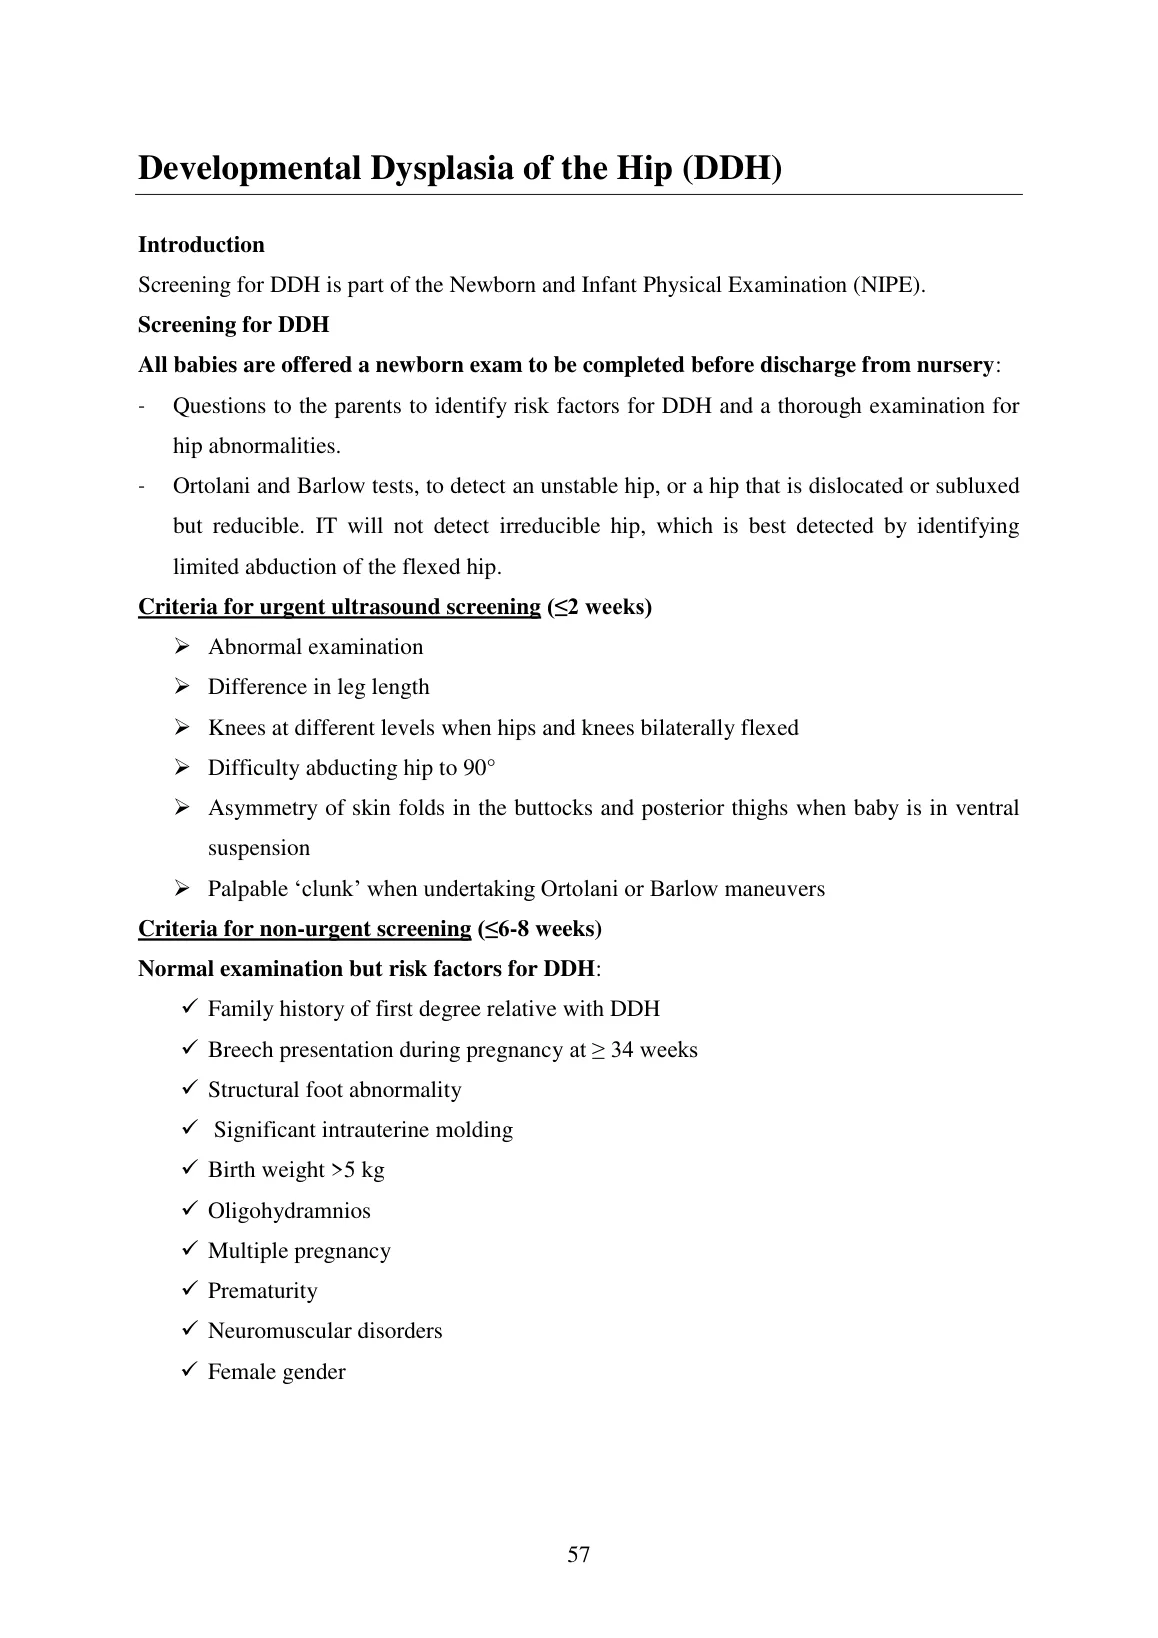 Developmental Dysplasia of the Hip (DDH)
Introduction
Screening for DDH is part of the Newborn and Infant Physical Examination (NIPE).
Screening for DDH
All babies are offered a newborn exam to be completed before discharge from nursery:
- Questions to the parents to identify risk factors for DDH and a thorough examination for
hip abnormalities.
- Ortolani and Barlow tests, to detect an unstable hip, or a hip that is dislocated or subluxed
but reducible. IT will not detect irreducible hip, which is best detected by identifying
limited abduction of the flexed hip.
Criteria for urgent ultrasound screening (≤2 weeks)
➢ Abnormal examination
➢ Difference in leg length
➢ Knees at different levels when hips and knees bilaterally flexed
➢ Difficulty abducting hip to 90°
➢ Asymmetry of skin folds in the buttocks and posterior thighs when baby is in ventral
suspension
➢ Palpable ‘clunk’ when undertaking Ortolani or Barlow maneuvers
Criteria for non-urgent screening (≤6-8 weeks)
Normal examination but risk factors for DDH:
✓ Family history of first degree relative with DDH
✓ Breech presentation during pregnancy at ≥ 34 weeks
✓ Structural foot abnormality
✓ Significant intrauterine molding
✓ Birth weight >5 kg
✓ Oligohydramnios
✓ Multiple pregnancy
✓ Prematurity
✓ Neuromuscular disorders
✓ Female gender
57